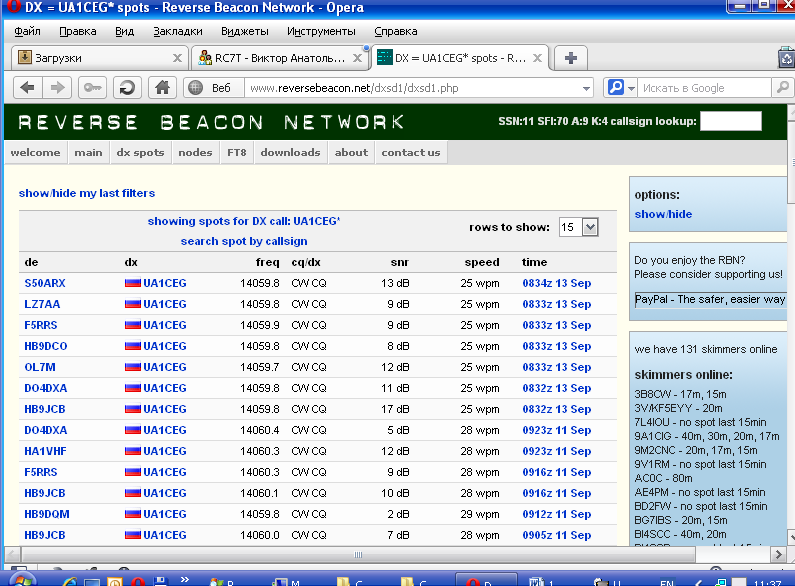 DX = UA1CEG* spots - Reverse Beacon Network - Opera
Файл Правка Вид Закладки Виджеты Инструменты Справка
Загрузки RC7T - Виктор Анатоль... DX = UA1CEG* spots - R...
Веб www.reversebeacon.net/dxsd1/dxsd1.php Искать в Google
REVERSE BEACON NETWORK SSN:11 SFI:70 A:9 K:4 callsign lookup:
welcome main dx spots nodes FT8 downloads about contact us
show/hide my last filters
showing spots for DX call: UA1CEG*
search spot by callsign
rows to show: 15
de dx freq cq/dx snr speed time
S50ARX UA1CEG 14059.8 CW CQ 13 dB 25 wpm 0834z 13 Sep
LZ7AA UA1CEG 14059.8 CW CQ 9 dB 25 wpm 0833z 13 Sep
F5RRS UA1CEG 14059.9 CW CQ 9 dB 25 wpm 0833z 13 Sep
HB9DCO UA1CEG 14059.8 CW CQ 8 dB 25 wpm 0833z 13 Sep
OL7M UA1CEG 14059.7 CW CQ 12 dB 25 wpm 0833z 13 Sep
DO4DXA UA1CEG 14059.8 CW CQ 11 dB 25 wpm 0832z 13 Sep
HB9JCB UA1CEG 14059.8 CW CQ 17 dB 25 wpm 0832z 13 Sep
DO4DXA UA1CEG 14060.4 CW CQ 5 dB 28 wpm 0923z 11 Sep
HA1VHF UA1CEG 14060.3 CW CQ 12 dB 28 wpm 0923z 11 Sep
F5RRS UA1CEG 14060.3 CW CQ 9 dB 28 wpm 0916z 11 Sep
HB9JCB UA1CEG 14060.1 CW CQ 10 dB 28 wpm 0916z 11 Sep
HB9DQM UA1CEG 14059.8 CW CQ 2 dB 29 wpm 0912z 11 Sep
HB9JCB UA1CEG 14060.0 CW CQ 7 dB 28 wpm 0905z 11 Sep
options:
show/hide
Do you enjoy the RBN?
Please consider supporting us!
PayPal - The safer, easier way
we have 131 skimmers online
skimmers online:
3B8CW - 17m, 15m
3V/KF5EYY - 20m
7L4IOU - no spot last 15min
9A1CIG - 40m, 30m, 20m, 17m
9M2CNC - 20m, 17m, 15m
9V1RM - no spot last 15min
AC0C - 80m
AE4PM - no spot last 15min
BD2FW - no spot last 15min
BG7IBS - 20m, 15m
BI4SCC - 40m, 20m
EN 11:37